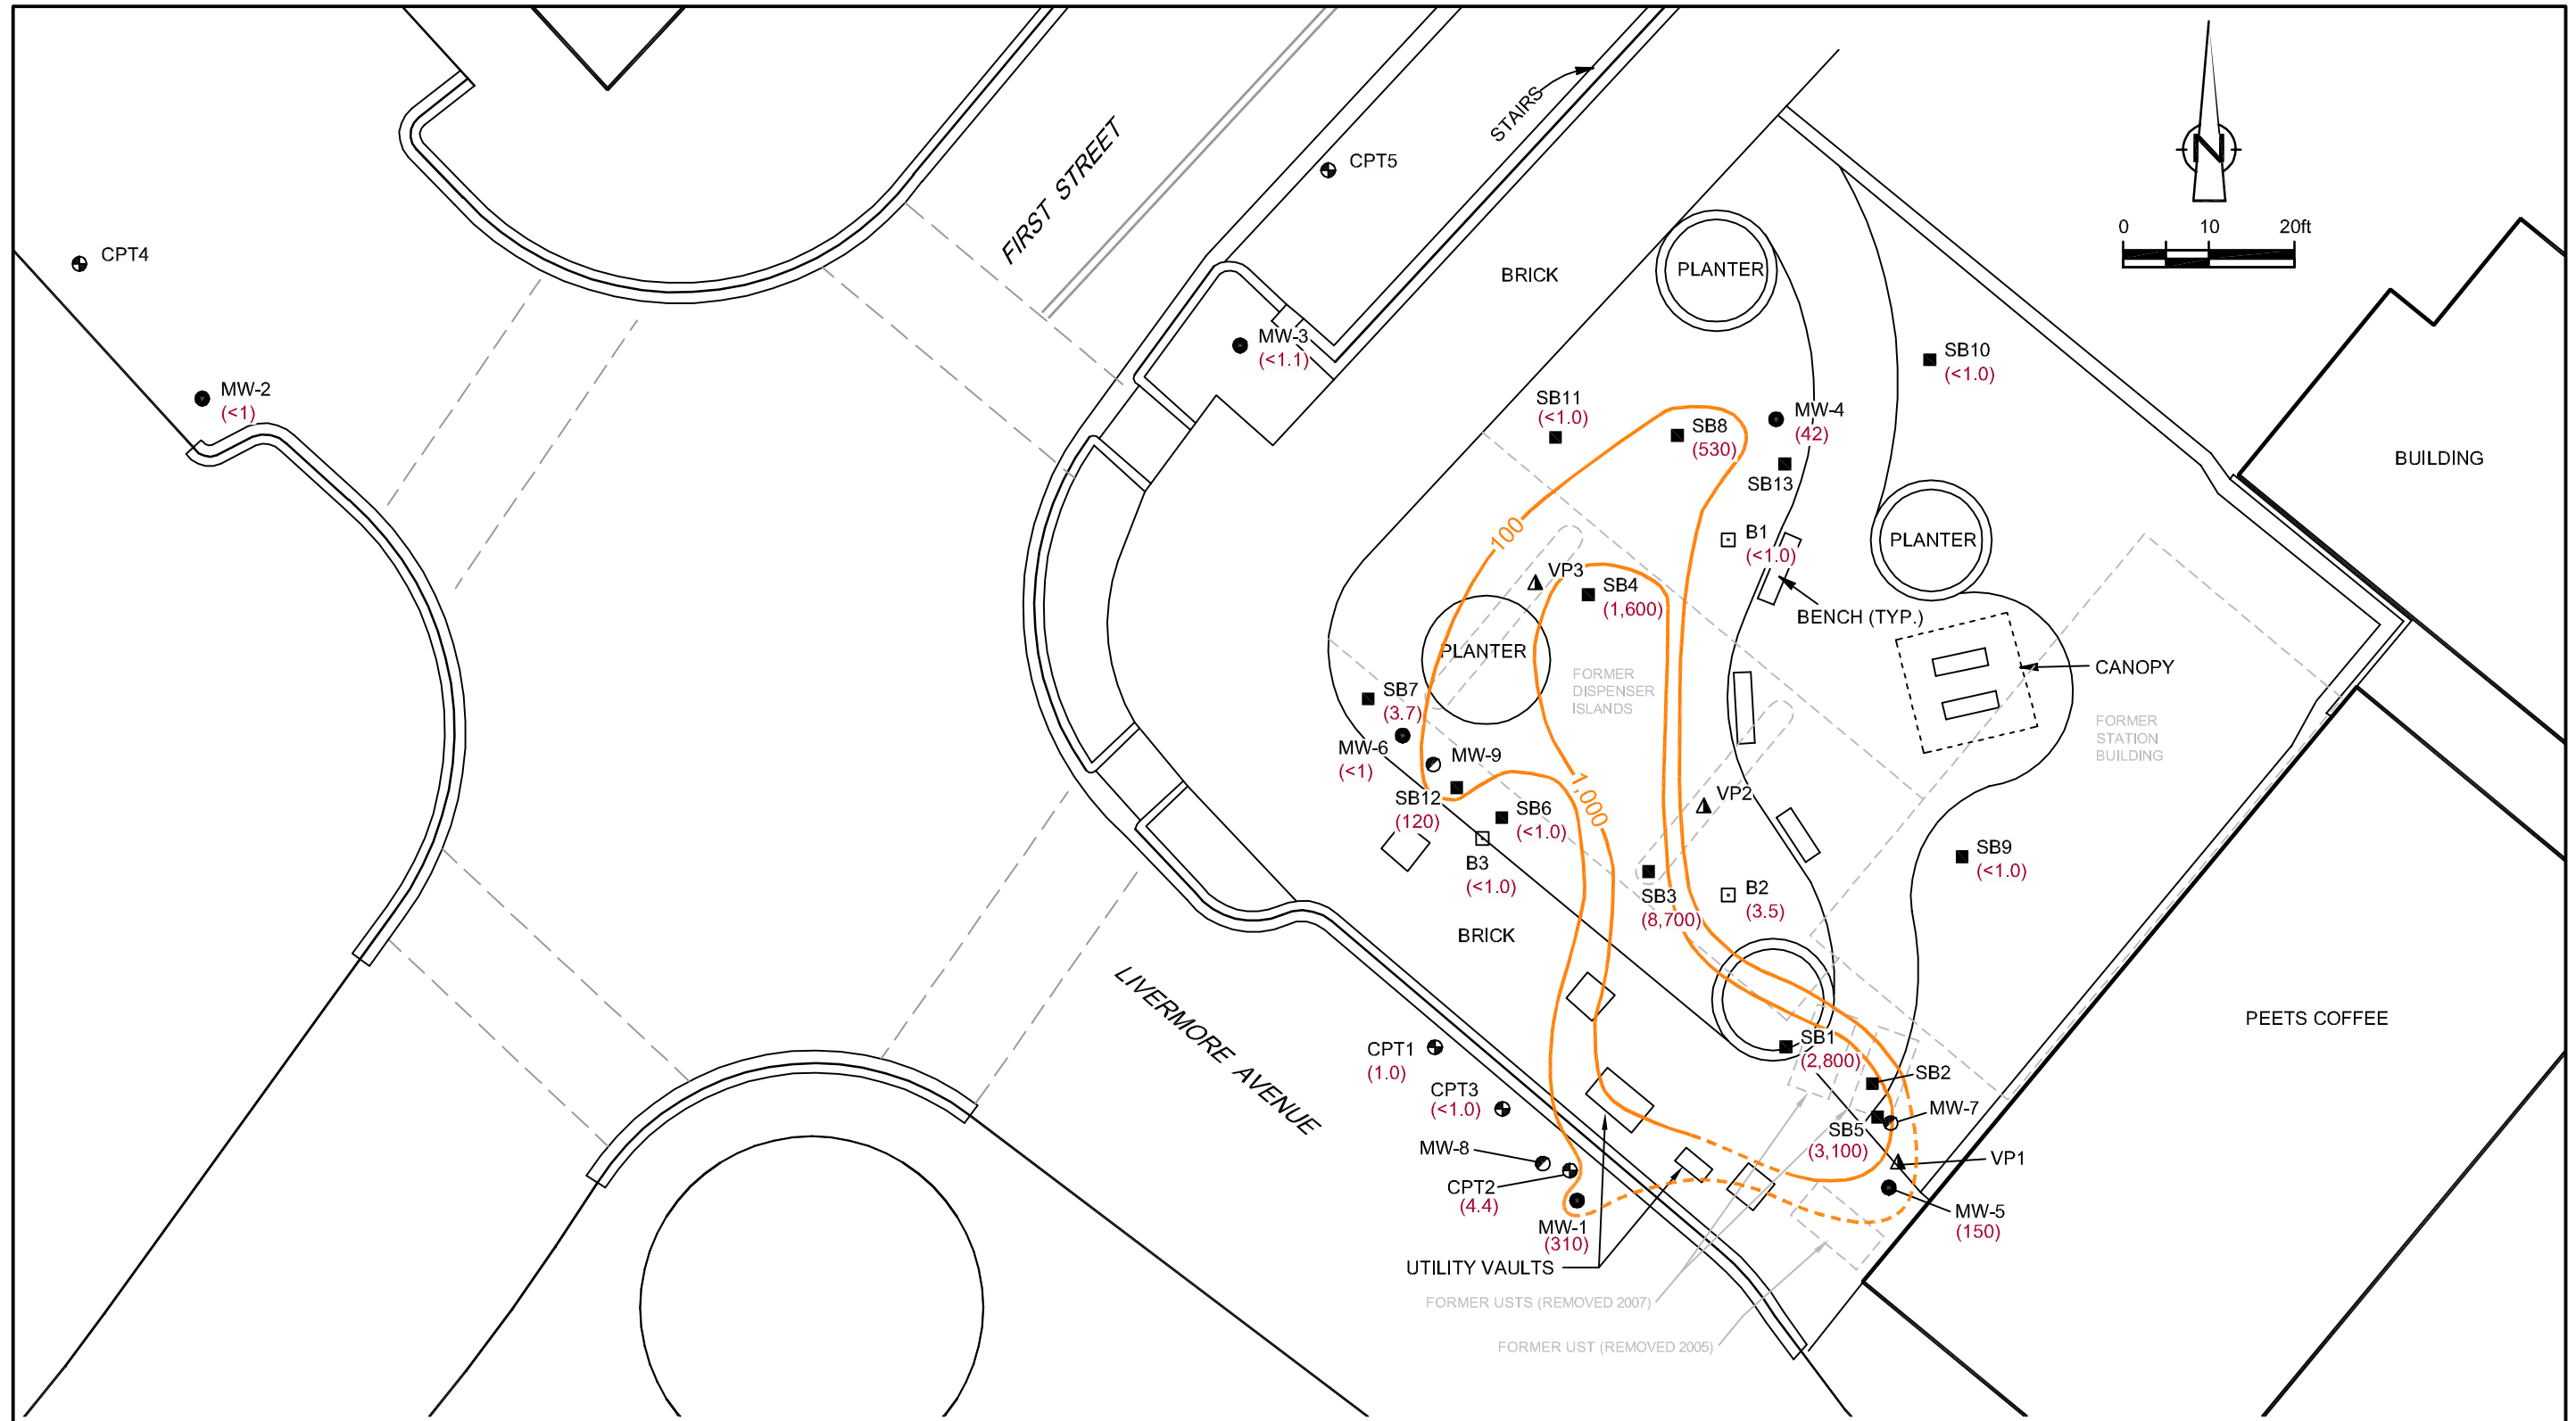 CPT4
MW-2
(<1)
FIRST STREET
CPT5
STAIRS
MW-3
(<1.1)
BRICK
PLANTER
N
0 10 20ft
SB10
(<1.0)
SB11
(<1.0)
SB8
(530)
MW-4
(42)
SB13
BUILDING
100
B1
(<1.0)
PLANTER
VP3
SB4
(1,600)
BENCH (TYP.)
PLANTER
FORMER
DISPENSER
ISLANDS
CANOPY
SB7
(3.7)
FORMER
STATION
BUILDING
MW-6
(<1)
MW-9
SB12
(120)
1,000
VP2
SB6
(<1.0)
B3
(<1.0)
SB9
(<1.0)
SB3
(8,700)
B2
(3.5)
BRICK
LIVERMORE AVENUE
CPT1
(1.0)
SB1
(2,800)
PEETS COFFEE
SB2
CPT3
(<1.0)
MW-7
SB5
(3,100)
MW-8
VP1
CPT2
(4.4)
MW-1
(310)
MW-5
(150)
UTILITY VAULTS
FORMER USTS (REMOVED 2007)
FORMER UST (REMOVED 2005)